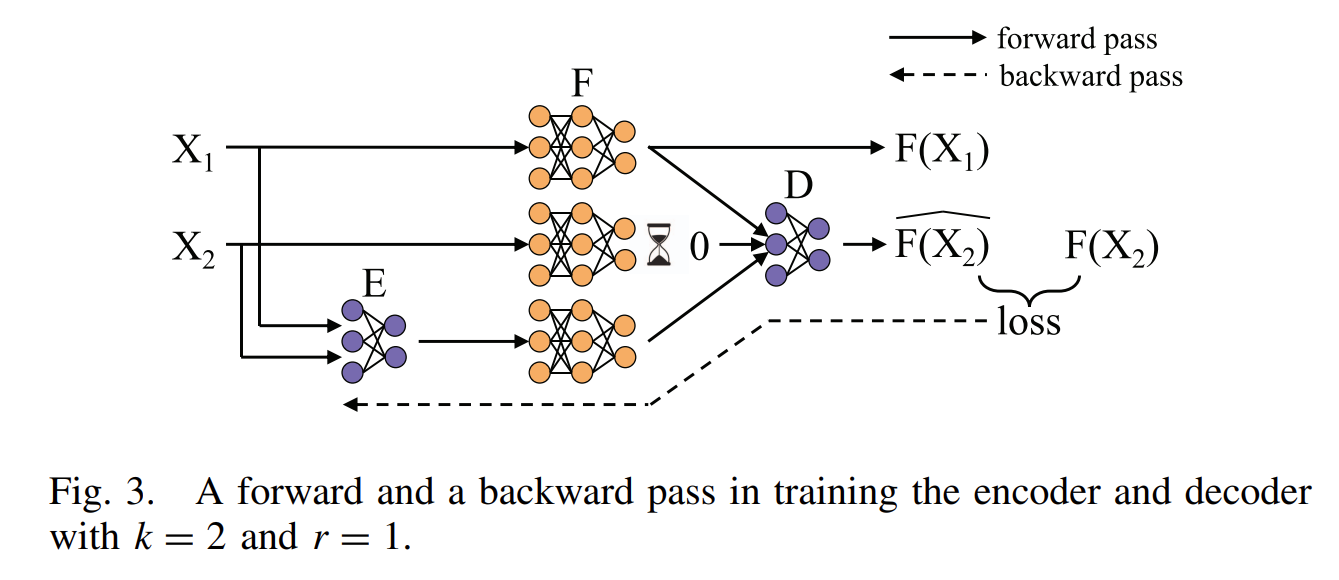 forward pass
backward pass
F
X₁
F(X₁)
D
X₂
0
F(X₂)
F(X₂)
E
loss
Fig. 3. A forward and a backward pass in training the encoder and decoder
with k = 2 and r = 1.